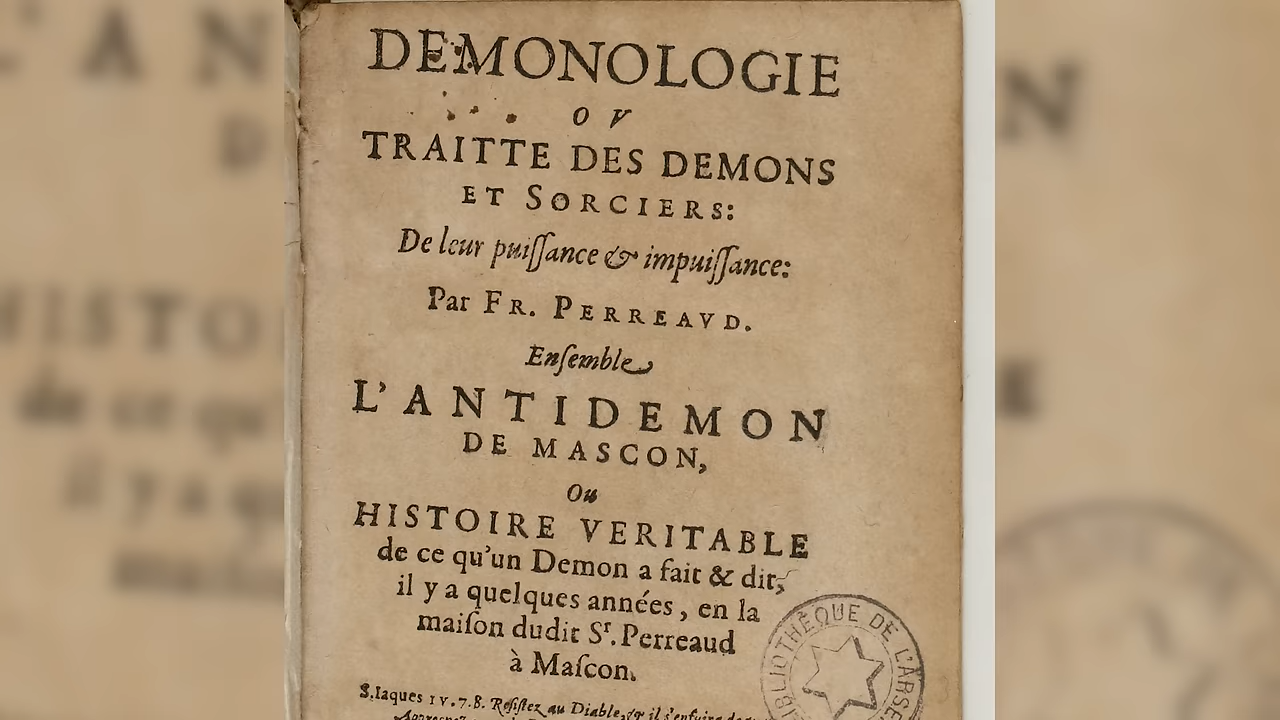 DEMONOLOGIE
OV
TRAITTE DES DEMONS
ET SORCIERS:
De leur puiſſance & impuiſſance:
Par FR. PERREAVD.
Enſemble
L'ANTIDEMON
DE MASCON,
Ou
HISTOIRE VERITABLE
de ce qu'un Demon a fait & dit,
il y a quelques années, en la
maiſon dudit Sr. Perreaud
à Maſcon.
S. Iaques IV. 7. 8. Reſiſtez au Diable, & il s'enfuira
BIBLIOTHÈQUE DE L'ARSE